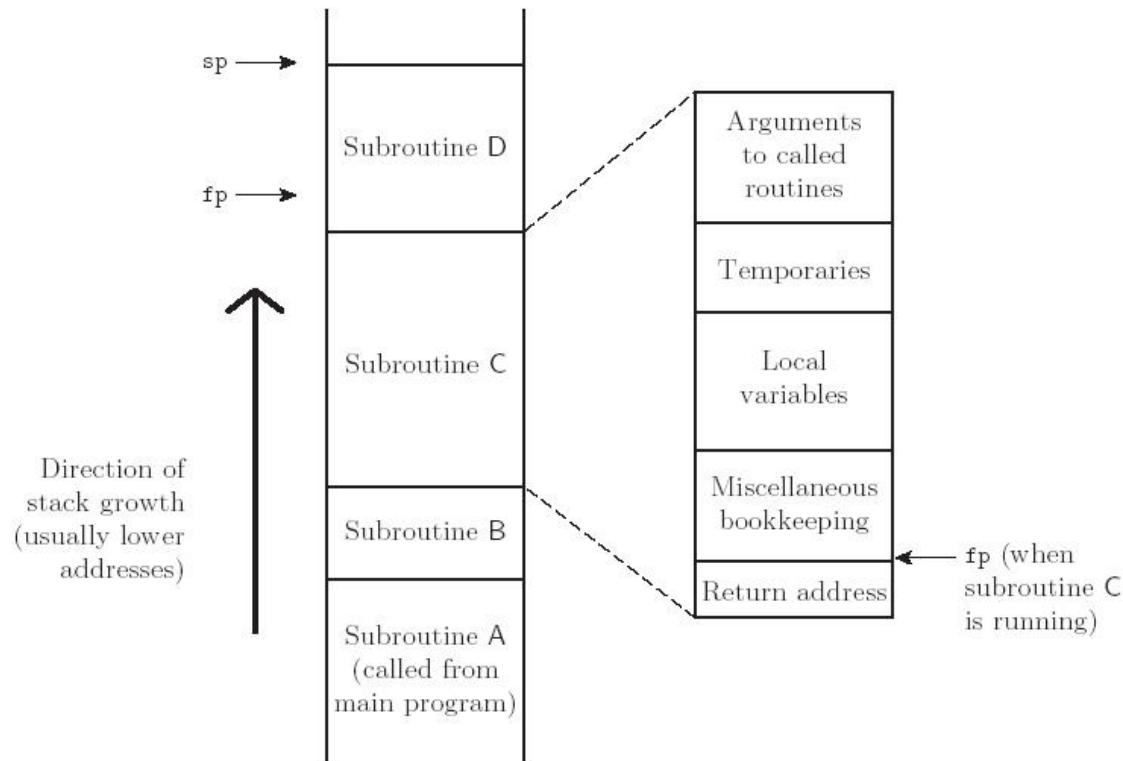 sp
Subroutine D
fp
Subroutine C
Direction of
stack growth
(usually lower
addresses)
Subroutine B
Subroutine A
(called from
main program)
Arguments
to called
routines
Temporaries
Local
variables
Miscellaneous
bookkeeping
Return address
fp (when
subroutine C
is running)